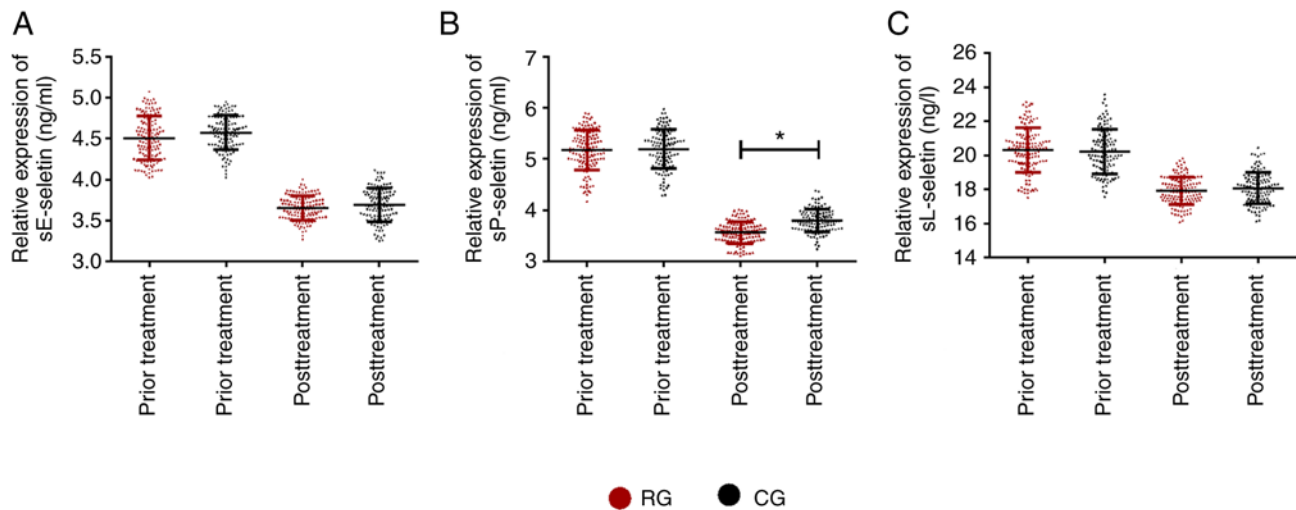 A
Relative expression of
sE-seletin (ng/ml)
5.5
5.0
4.5
4.0
3.5
3.0
Prior treatment
Prior treatment
Posttreatment
Posttreatment
B
Relative expression of
sP-seletin (ng/ml)
7
6
5
4
3
*
Prior treatment
Prior treatment
Posttreatment
Posttreatment
C
Relative expression of
sL-seletin (ng/l)
26
24
22
20
18
16
14
Prior treatment
Prior treatment
Posttreatment
Posttreatment
RG
CG